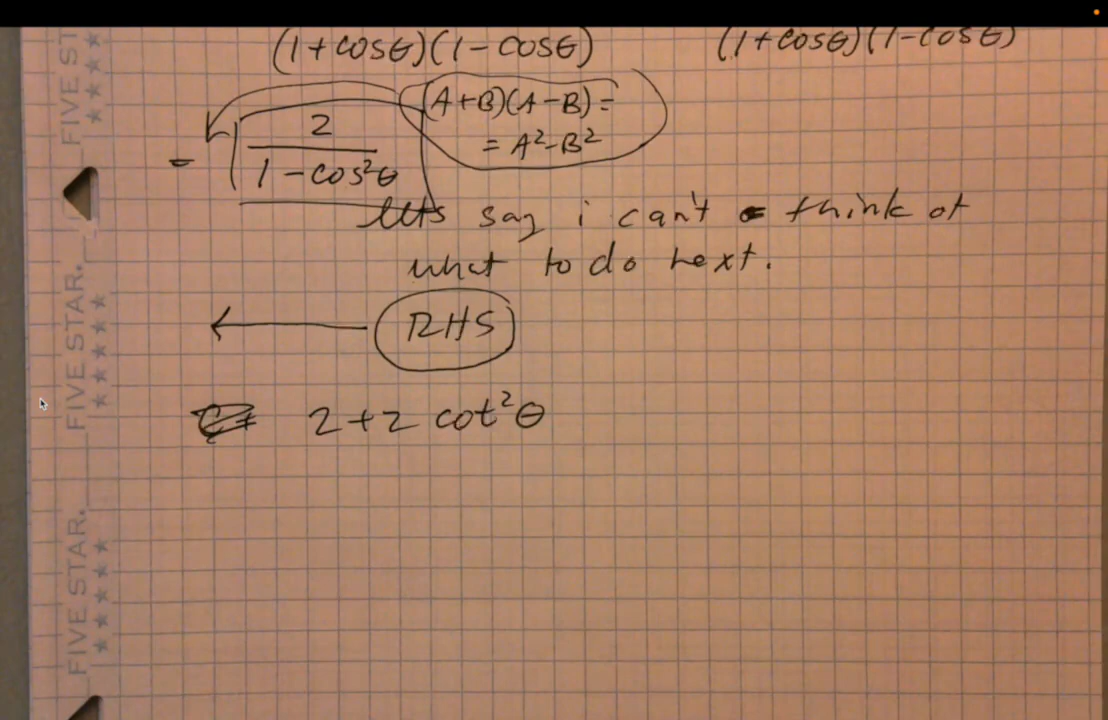 (1+cosθ)(1-cosθ)
(1+cosθ)(1-cosθ)
(A+B)(A-B)=
= A²-B²
= 2
1-cos²θ
lets say i can't think of
what to do next.
RHS
2+2 cot²θ
FIVE STAR
FIVE STAR.
FIVE STAR.